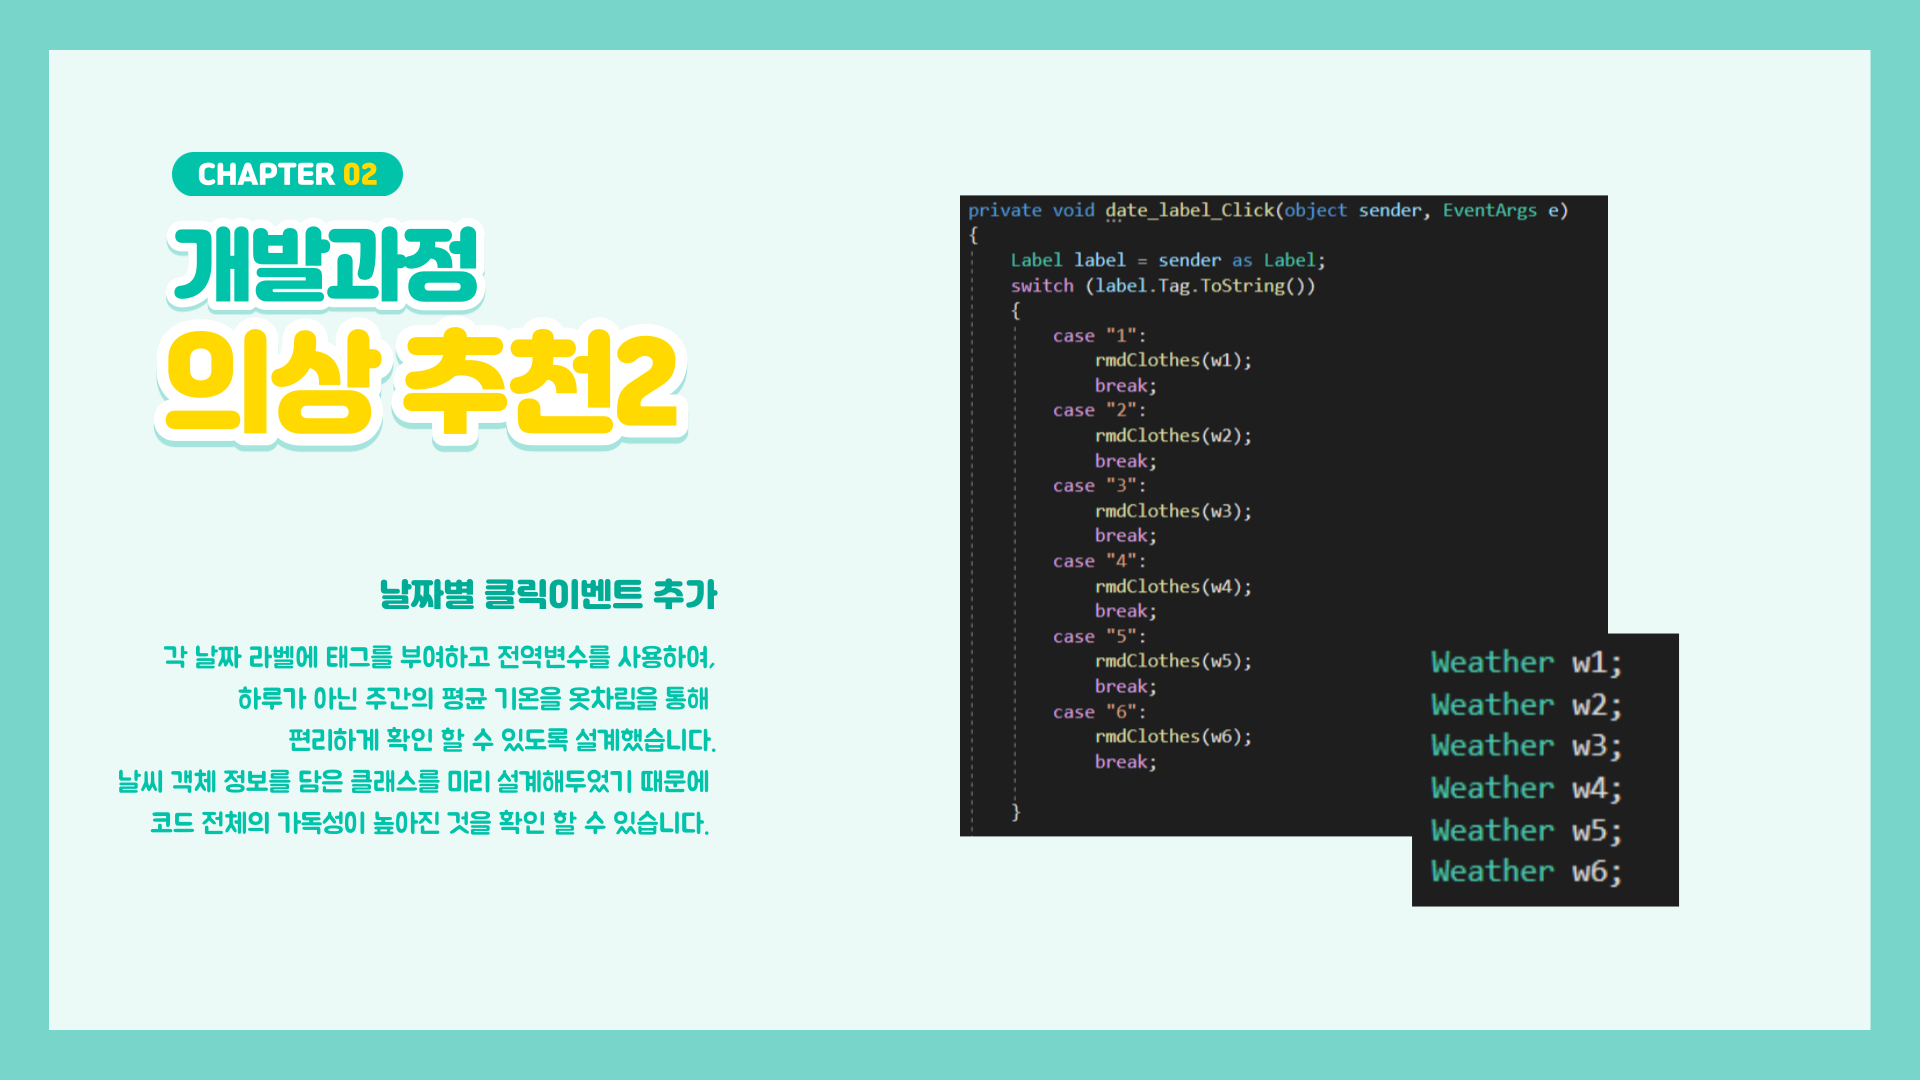 CHAPTER 02
개발과정
의상 추천2
날짜별 클릭이벤트 추가
각 날짜 라벨에 태그를 부여하고 전역변수를 사용하여,
하루가 아닌 주간의 평균 기온을 옷차림을 통해
편리하게 확인 할 수 있도록 설계했습니다.
날씨 객체 정보를 담은 클래스를 미리 설계해두었기 때문에
코드 전체의 가독성이 높아진 것을 확인 할 수 있습니다.
private void date_label_Click(object sender, EventArgs e)
{
Label label = sender as Label;
switch (label.Tag.ToString())
{
case "1":
rmdClothes(w1);
break;
case "2":
rmdClothes(w2);
break;
case "3":
rmdClothes(w3);
break;
case "4":
rmdClothes(w4);
break;
case "5":
rmdClothes(w5);
break;
case "6":
rmdClothes(w6);
break;
}
Weather w1;
Weather w2;
Weather w3;
Weather w4;
Weather w5;
Weather w6;